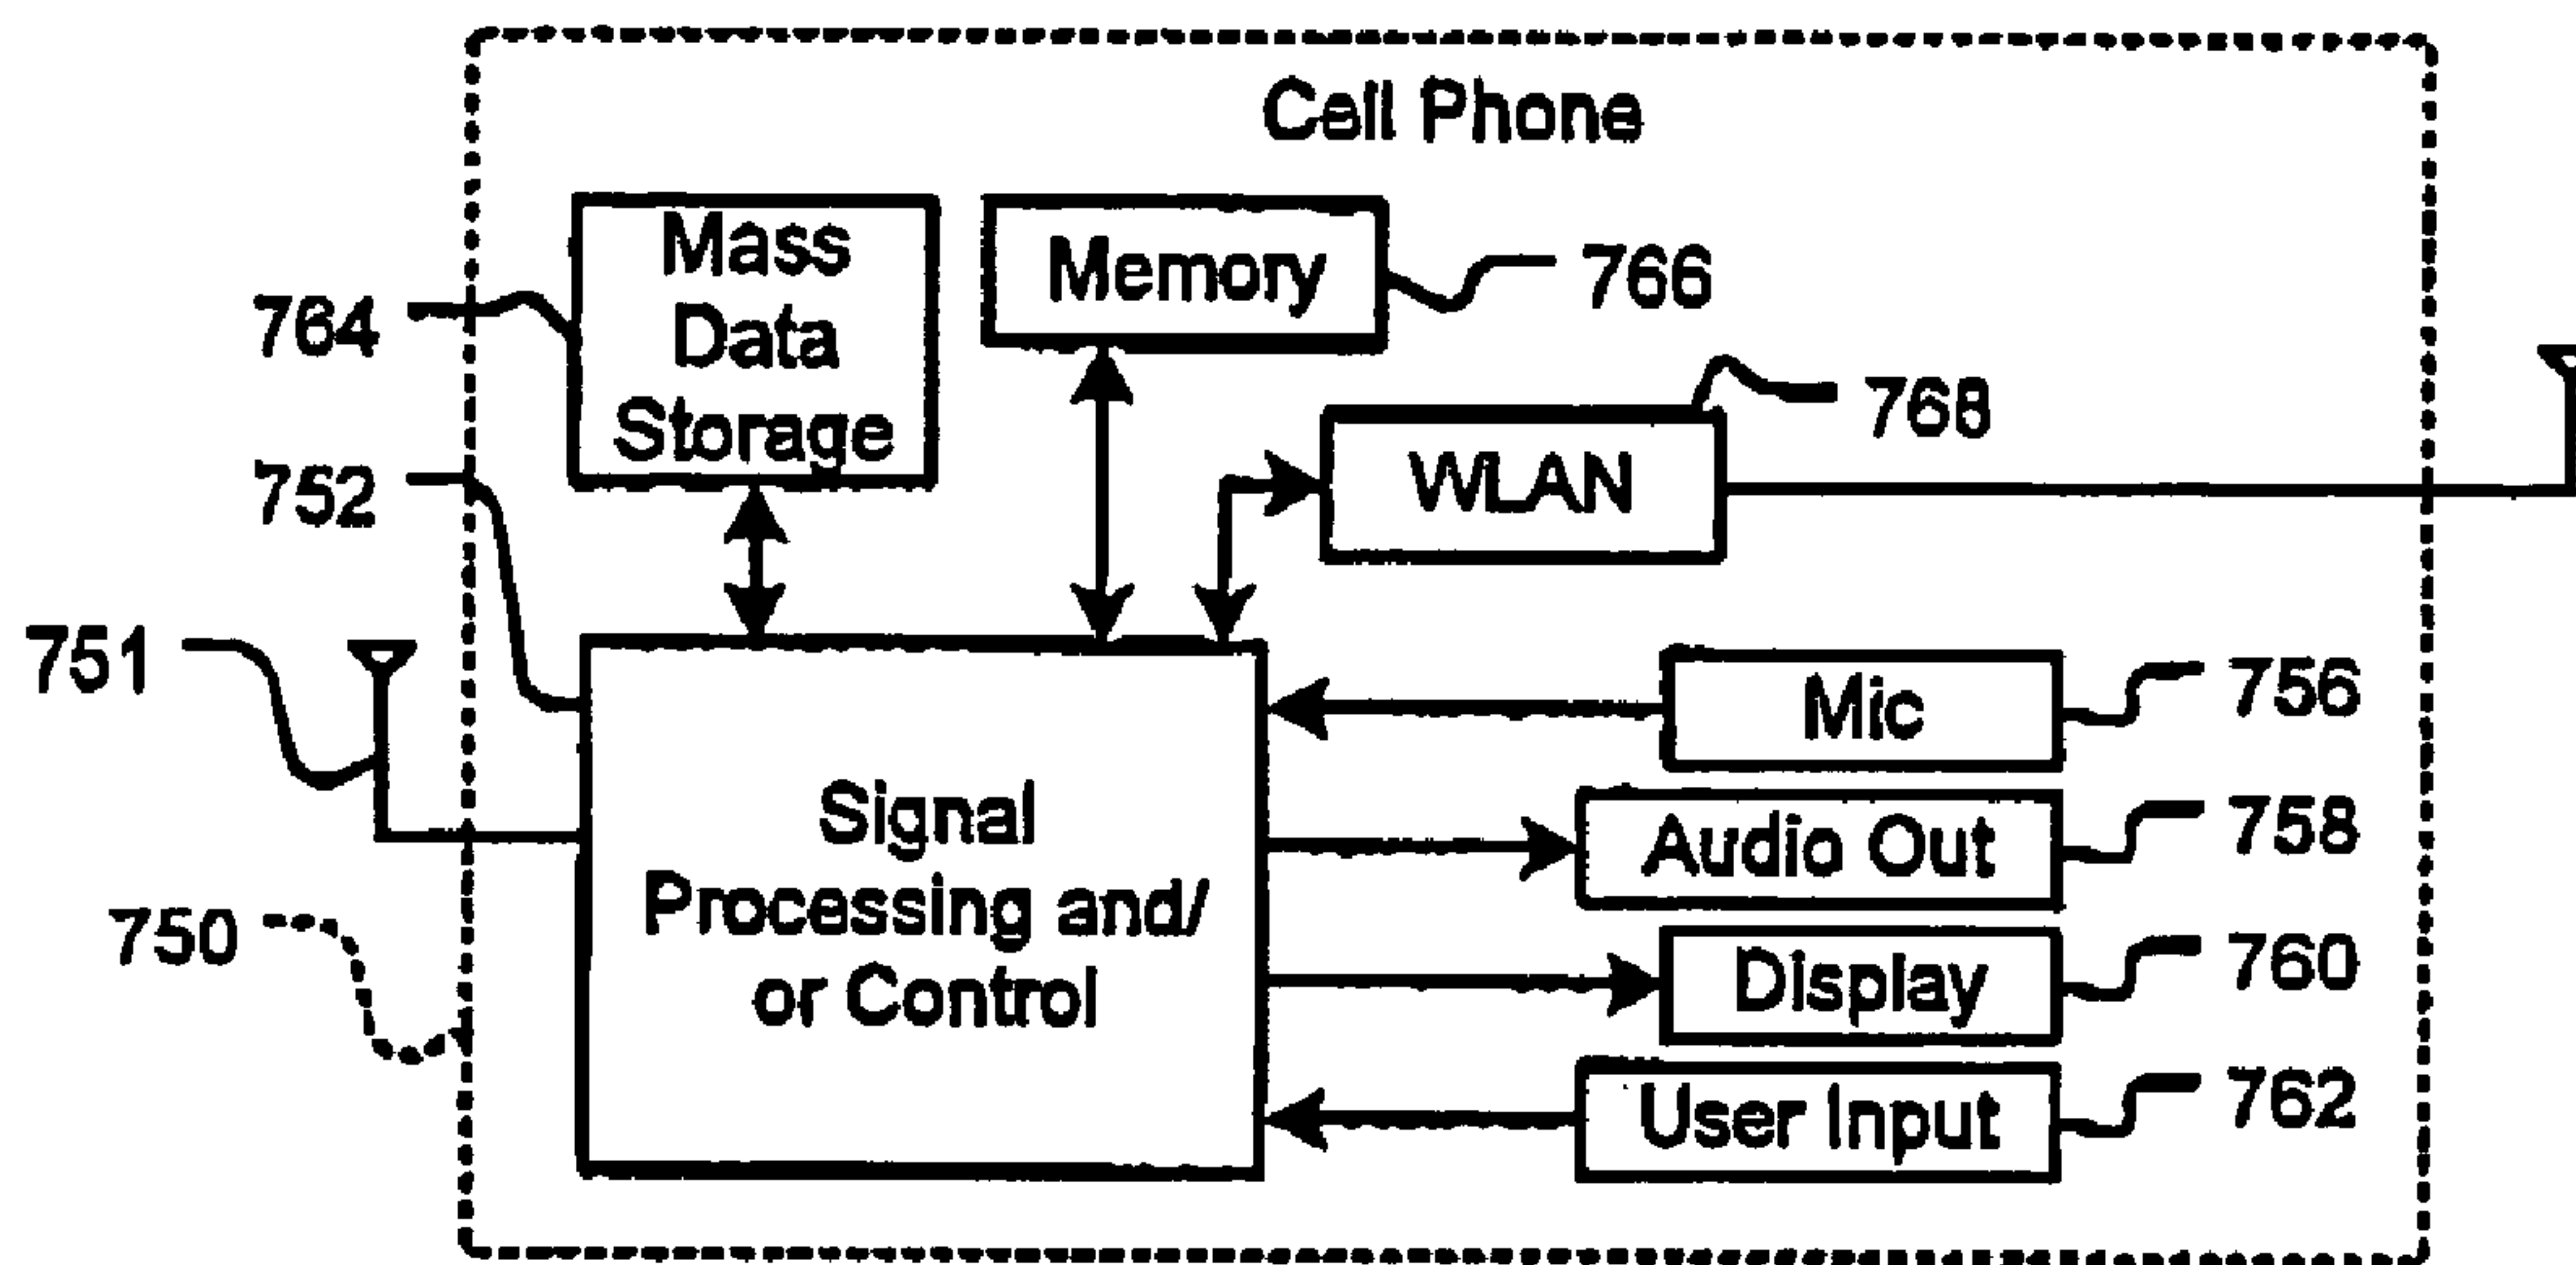 Cell Phone
Mass
Data
Storage
Memory
766
764
768
WLAN
752
751
Mic
756
Signal
Processing and/
or Control
Audio Out
758
750
Display
760
User Input
762